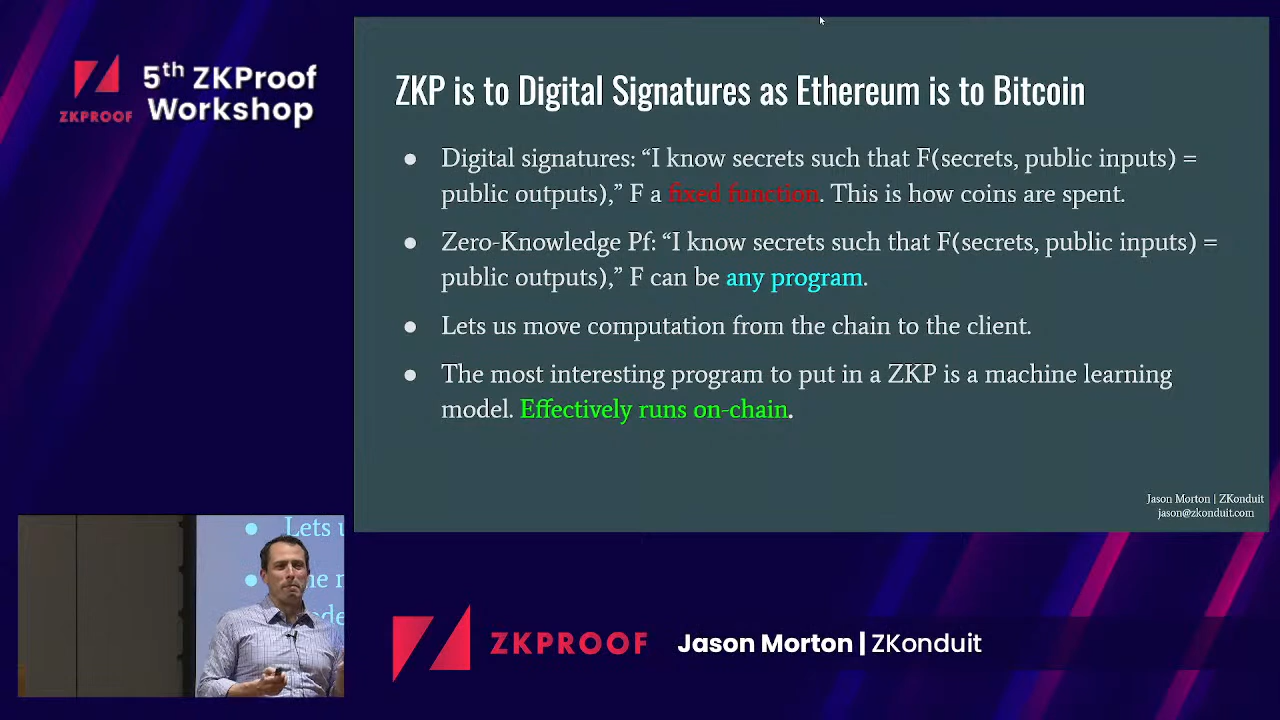 5th ZKProof
Workshop
ZKPROOF
ZKP is to Digital Signatures as Ethereum is to Bitcoin
● Digital signatures: “I know secrets such that F(secrets, public inputs) =
public outputs),” F a fixed function. This is how coins are spent.
● Zero-Knowledge Pf: “I know secrets such that F(secrets, public inputs) =
public outputs),” F can be any program.
● Lets us move computation from the chain to the client.
● The most interesting program to put in a ZKP is a machine learning
model. Effectively runs on-chain.
Jason Morton | ZKonduit
jason@zkonduit.com
● Lets u
ZKPROOF
Jason Morton | ZKonduit